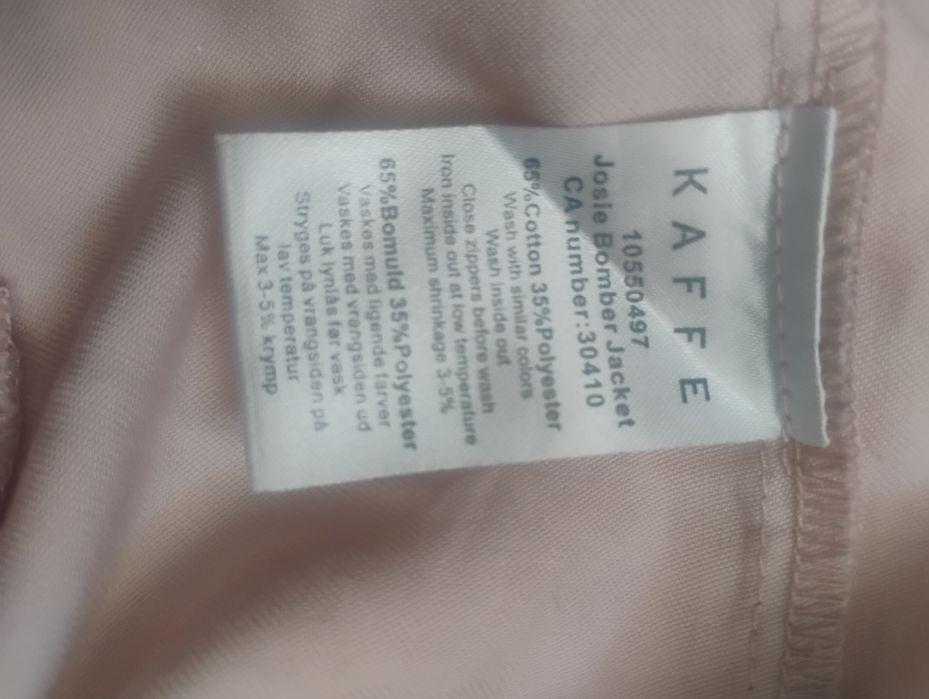 KAFFE
10550497
Josie Bomber Jacket
CA number:30410
65%Cotton 35%Polyester
Wash with similar colors
Wash inside out
Close zippers before wash
Iron inside out at low temperature
Maximum shrinkage 3-5%
65%Bomuld 35%Polyester
Vaskes med ligende farver
Vaskes med vrangsiden ud
Luk lynlås før vask
Stryges på vrangsiden på
lav temperatur
Max 3-5% krymp